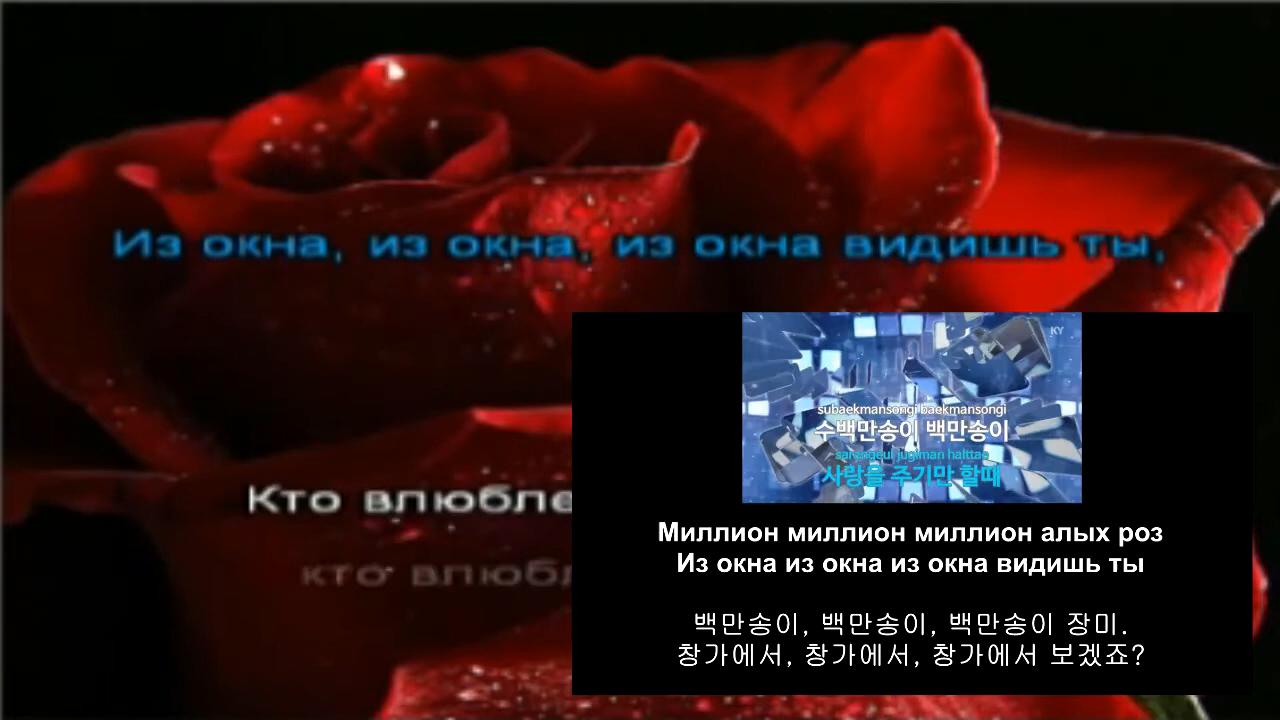 Из окна, из окна, из окна видишь ты,
KY
subaekmansongi baekmansongi
수백만송이 백만송이
sarangeul jugiman halttae
사랑을 주기만 할때
Кто
кто
Миллион миллион миллион алых роз
Из окна из окна из окна видишь ты
백만송이, 백만송이, 백만송이 장미.
창가에서, 창가에서, 창가에서 보겠죠?